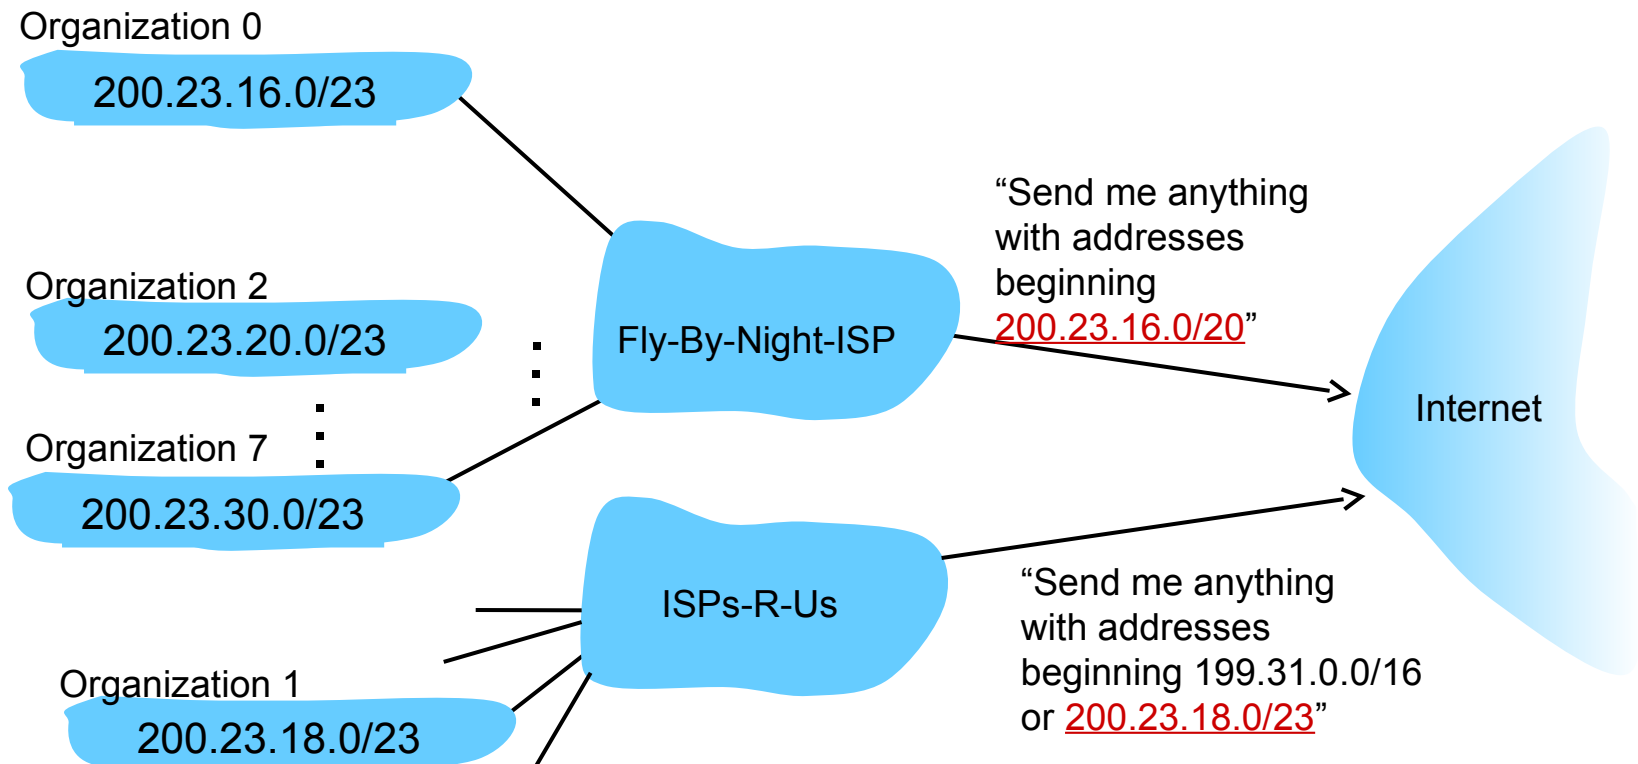 Organization 0
200.23.16.0/23
Organization 2
200.23.20.0/23
Organization 7
200.23.30.0/23
Fly-By-Night-ISP
“Send me anything
with addresses
beginning
200.23.16.0/20”
Internet
ISPs-R-Us
Organization 1
200.23.18.0/23
“Send me anything
with addresses
beginning 199.31.0.0/16
or 200.23.18.0/23”